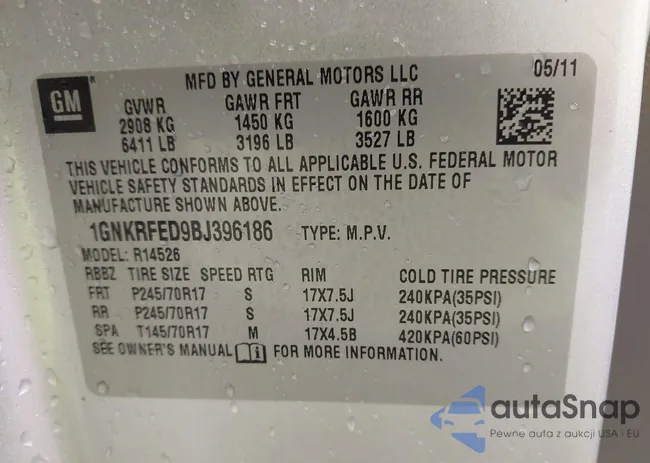 GM
MFD BY GENERAL MOTORS LLC 05/11
GVWR GAWR FRT GAWR RR
2908 KG 1450 KG 1600 KG
6411 LB 3196 LB 3527 LB
THIS VEHICLE CONFORMS TO ALL APPLICABLE U.S. FEDERAL MOTOR
VEHICLE SAFETY STANDARDS IN EFFECT ON THE DATE OF
MANUFACTURE SHOWN ABOVE.
1GNKRFED9BJ396186 TYPE: M.P.V.
MODEL: R14526
RBBZ TIRE SIZE SPEED RTG RIM COLD TIRE PRESSURE
FRT P245/70R17 S 17X7.5J 240KPA(35PSI)
RR P245/70R17 S 17X7.5J 240KPA(35PSI)
SPA T145/70R17 M 17X4.5B 420KPA(60PSI)
SEE OWNER'S MANUAL i FOR MORE INFORMATION.
autaSnap
Pewne auta z aukcji USA i EU